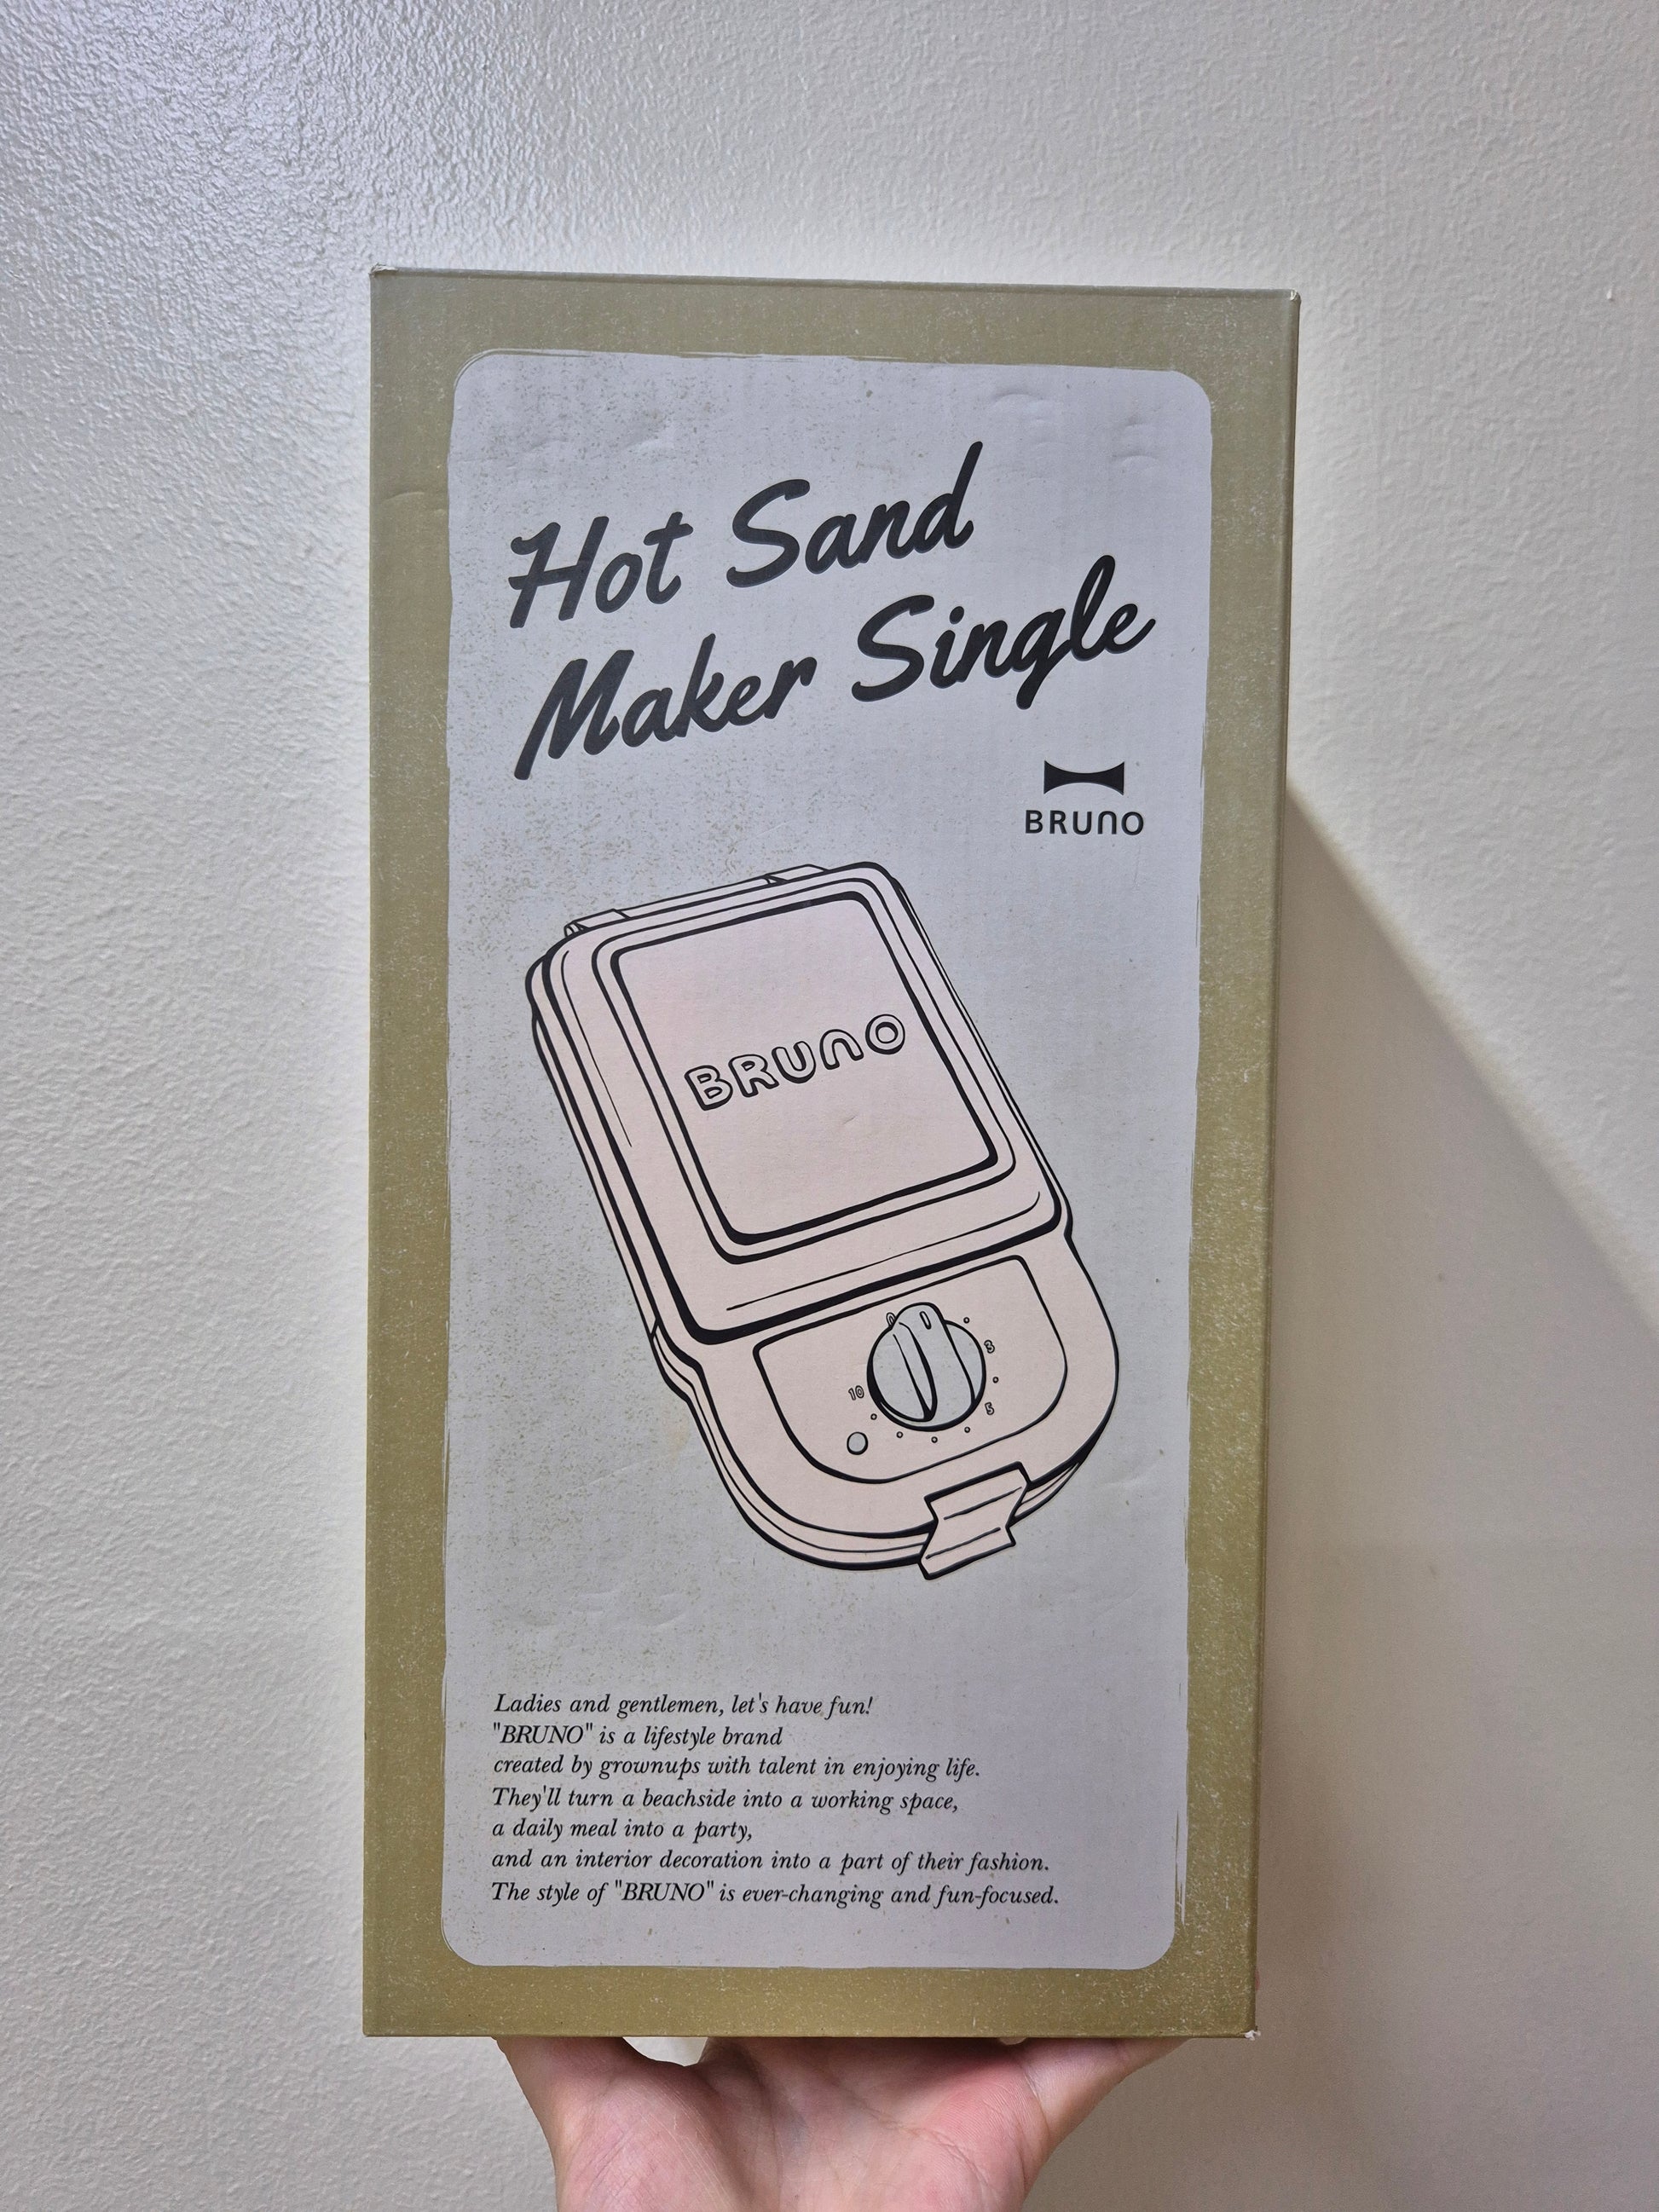 Hot Sand
Maker Single
BRUNO
BRUNO
0
3
10
5
Ladies and gentlemen, let's have fun!
"BRUNO" is a lifestyle brand
created by grownups with talent in enjoying life.
They'll turn a beachside into a working space,
a daily meal into a party,
and an interior decoration into a part of their fashion.
The style of "BRUNO" is ever-changing and fun-focused.